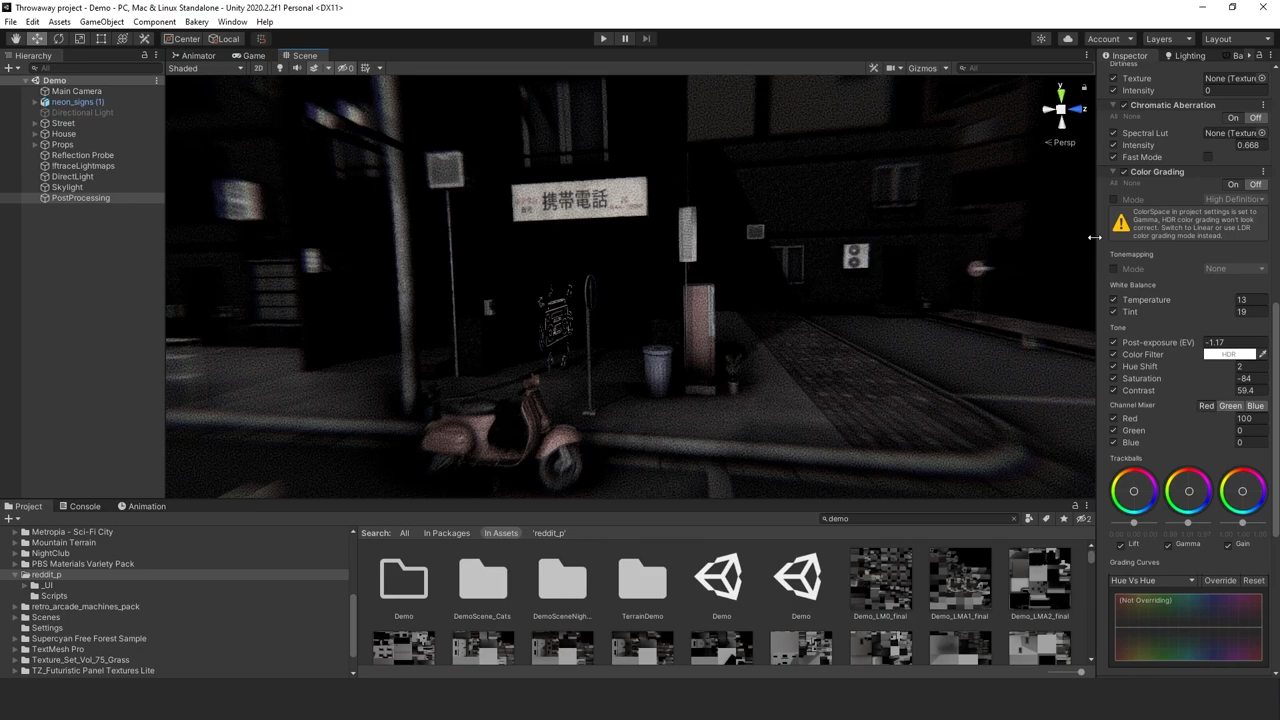 Throwaway project - Demo - PC, Mac & Linux Standalone - Unity 2020.2.2f1 Personal <DX11>
File Edit Assets GameObject Component Bakery Window Help
Center Local
Account Layers Layout
Hierarchy
All
Demo
Main Camera
neon_signs (1)
Directional Light
Street
House
Props
Reflection Probe
!ftraceLightmaps
DirectLight
Skylight
PostProcessing
Animator Game Scene
Shaded 2D 0 Gizmos All
y
z
Persp
携帯電話
Inspector Lighting Ba
Dirtiness
Texture None (Textur
Intensity 0
Chromatic Aberration
All None On Off
Spectral Lut None (Textur
Intensity 0.668
Fast Mode
Color Grading
All None On Off
Mode High Definition
ColorSpace in project settings is set to
Gamma, HDR color grading won't look
correct. Switch to Linear or use LDR
color grading mode instead.
Tonemapping
Mode None
White Balance
Temperature 13
Tint 19
Tone
Post-exposure (EV) -1.17
Color Filter HDR
Hue Shift 2
Saturation -84
Contrast 59.4
Channel Mixer Red Green Blue
Red 100
Green 0
Blue 0
Trackballs
Lift Gamma Gain
Grading Curves
Hue Vs Hue Override Reset
(Not Overriding)
Project Console Animation
demo
2
Metropia - Sci-Fi City
Mountain Terrain
NightClub
PBS Materials Variety Pack
reddit_p
_UI
Scripts
retro_arcade_machines_pack
Scenes
Settings
Supercyan Free Forest Sample
TextMesh Pro
Texture_Set_Vol_75_Grass
TZ_Futuristic Panel Textures Lite
Search: All In Packages In Assets 'reddit_p'
Demo DemoScene_Cats DemoSceneNigh... TerrainDemo Demo Demo Demo_LM0_final Demo_LMA1_final Demo_LMA2_final